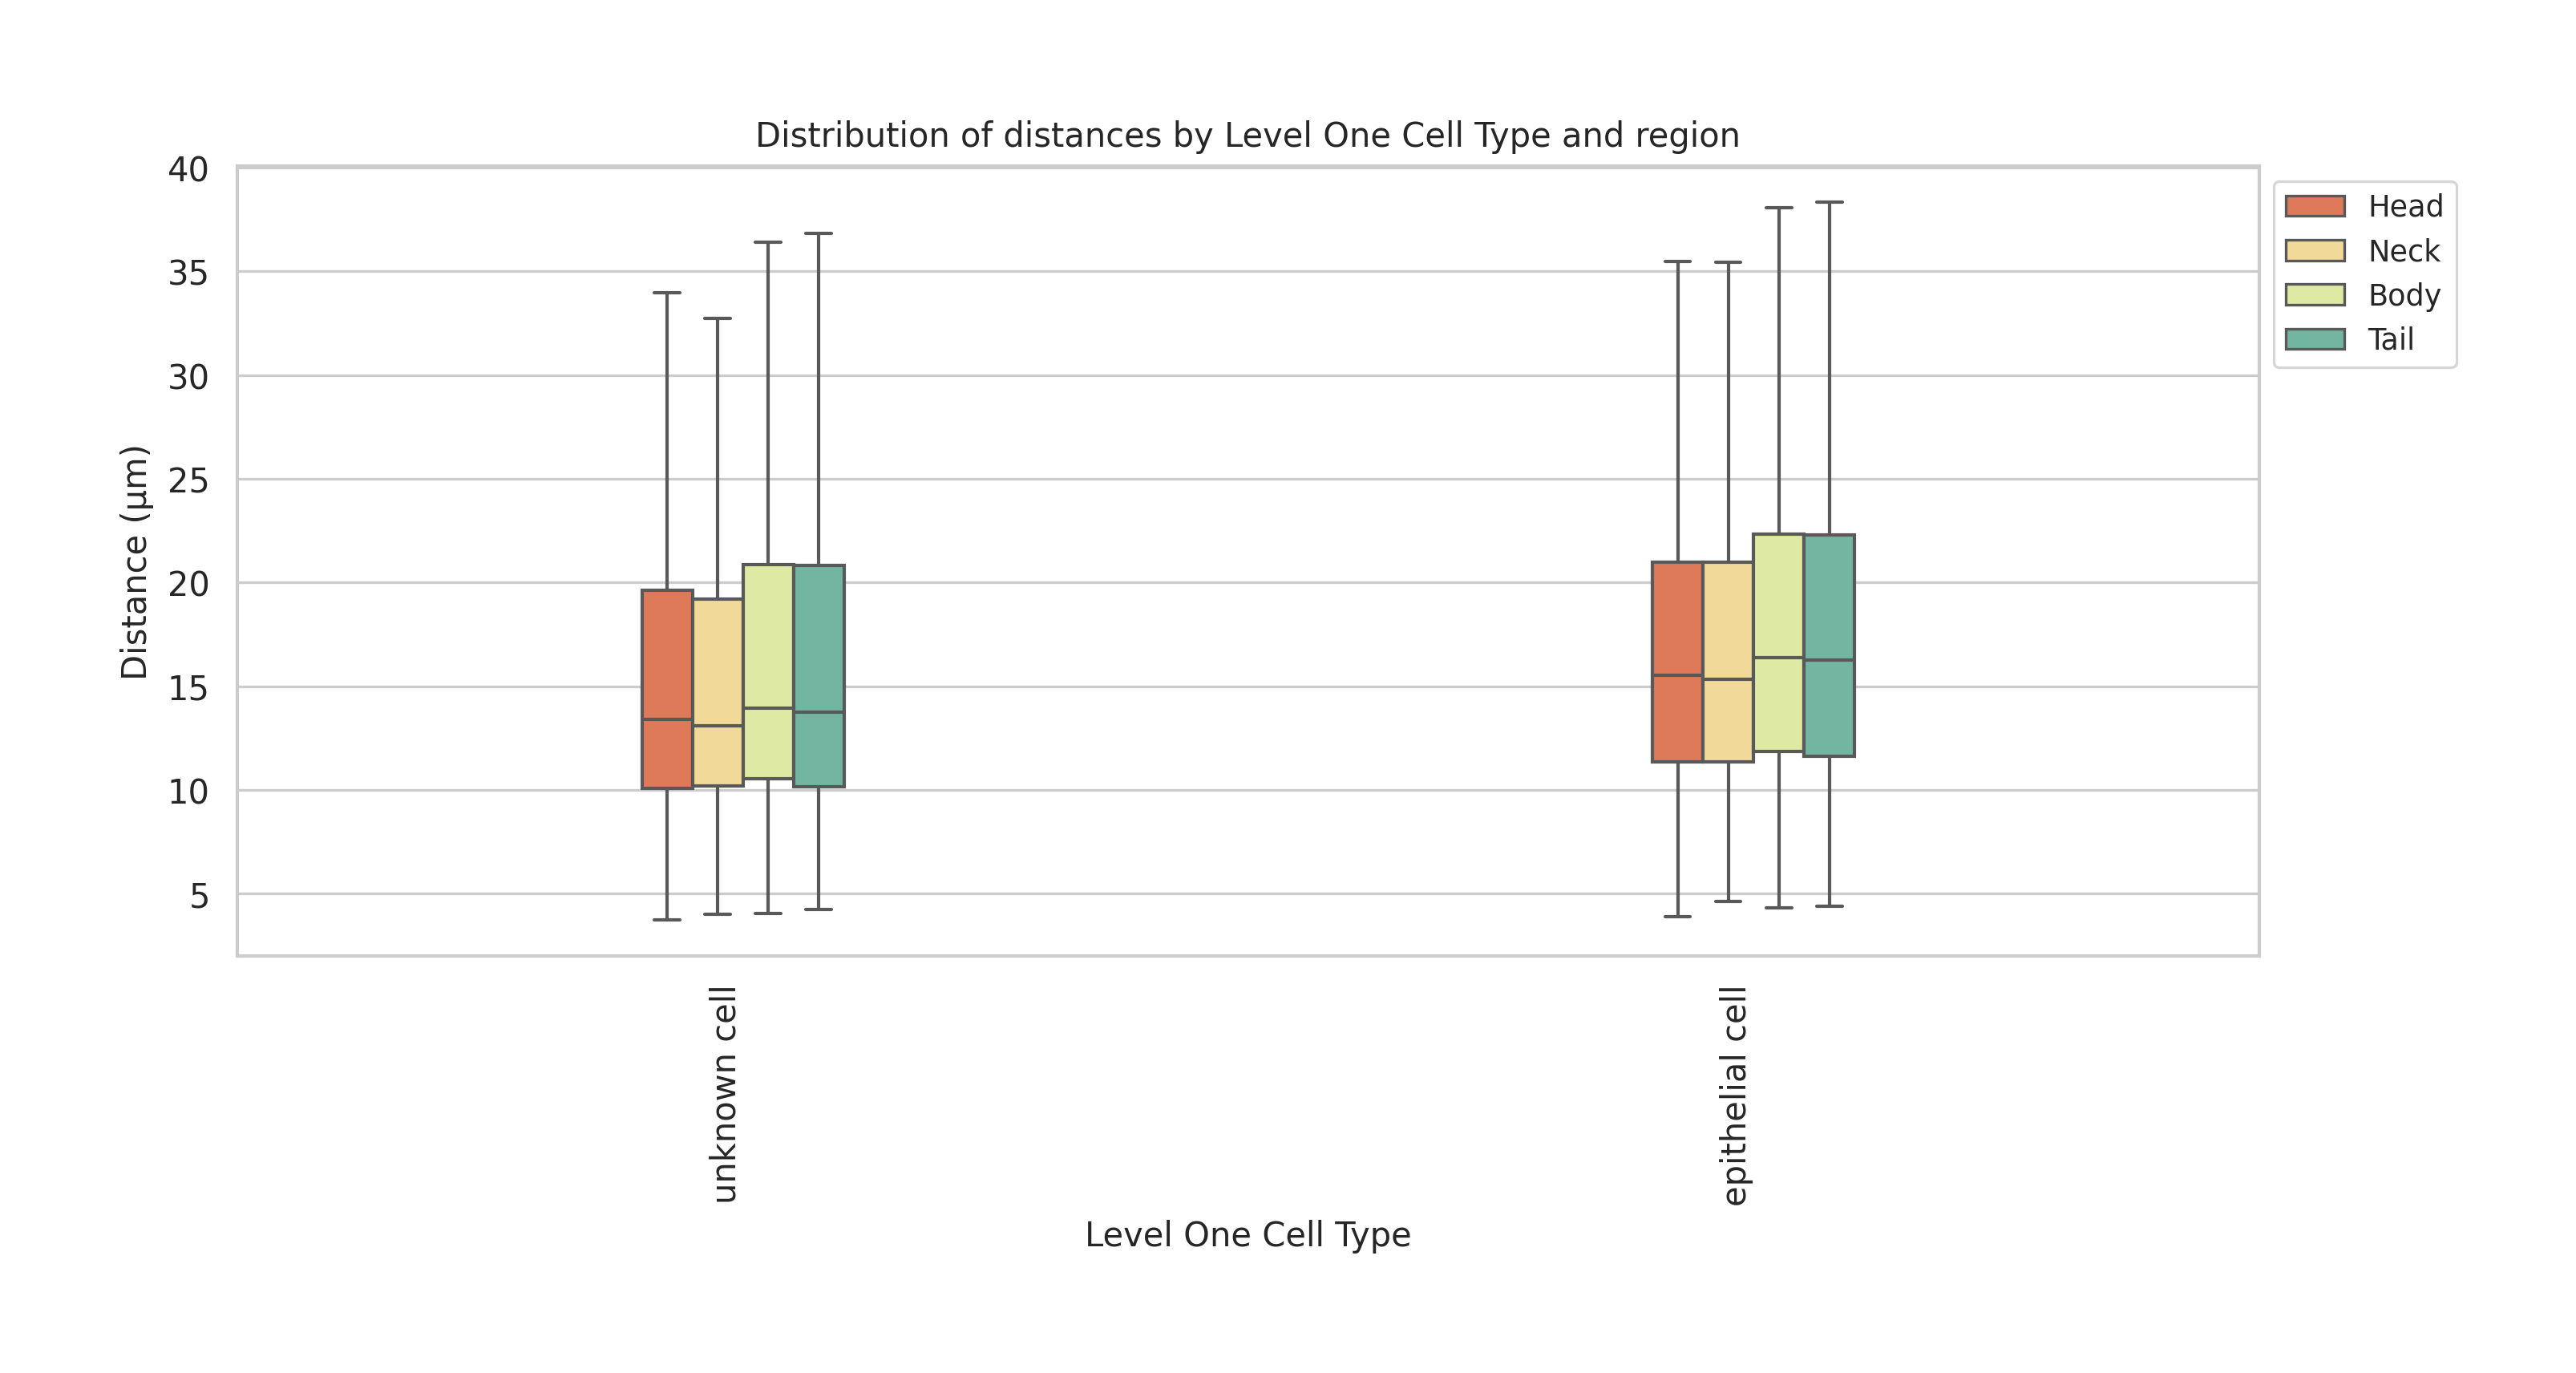 Distribution of distances by Level One Cell Type and region
40
35
30
25
20
15
10
5
Distance (µm)
Head
Neck
Body
Tail
unknown cell
epithelial cell
Level One Cell Type